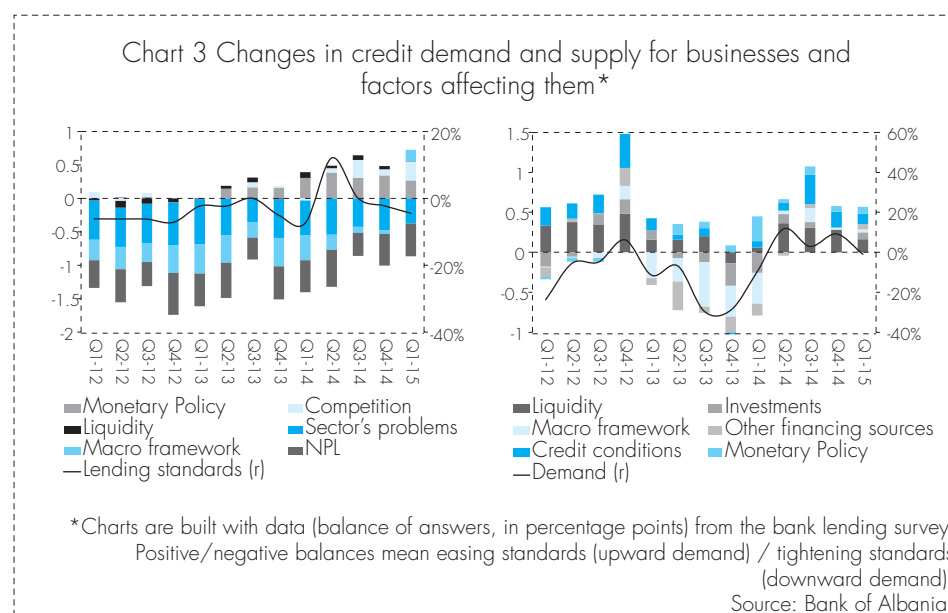 Chart 3 Changes in credit demand and supply for businesses and
factors affecting them*
1
0.5
0
-0.5
-1
-1.5
-2
20%
0%
-20%
-40%
Q1-12
Q2-12
Q3-12
Q4-12
Q1-13
Q2-13
Q3-13
Q4-13
Q1-14
Q2-14
Q3-14
Q4-14
Q1-15
Monetary Policy
Competition
Liquidity
Sector's problems
Macro framework
NPL
Lending standards (r)
1.5
1
0.5
0
-0.5
-1
60%
40%
20%
0%
-20%
-40%
Q1-12
Q2-12
Q3-12
Q4-12
Q1-13
Q2-13
Q3-13
Q4-13
Q1-14
Q2-14
Q3-14
Q4-14
Q1-15
Liquidity
Investments
Macro framework
Other financing sources
Credit conditions
Monetary Policy
Demand (r)
*Charts are built with data (balance of answers, in percentage points) from the bank lending survey
Positive/negative balances mean easing standards (upward demand) / tightening standards
(downward demand)
Source: Bank of Albania